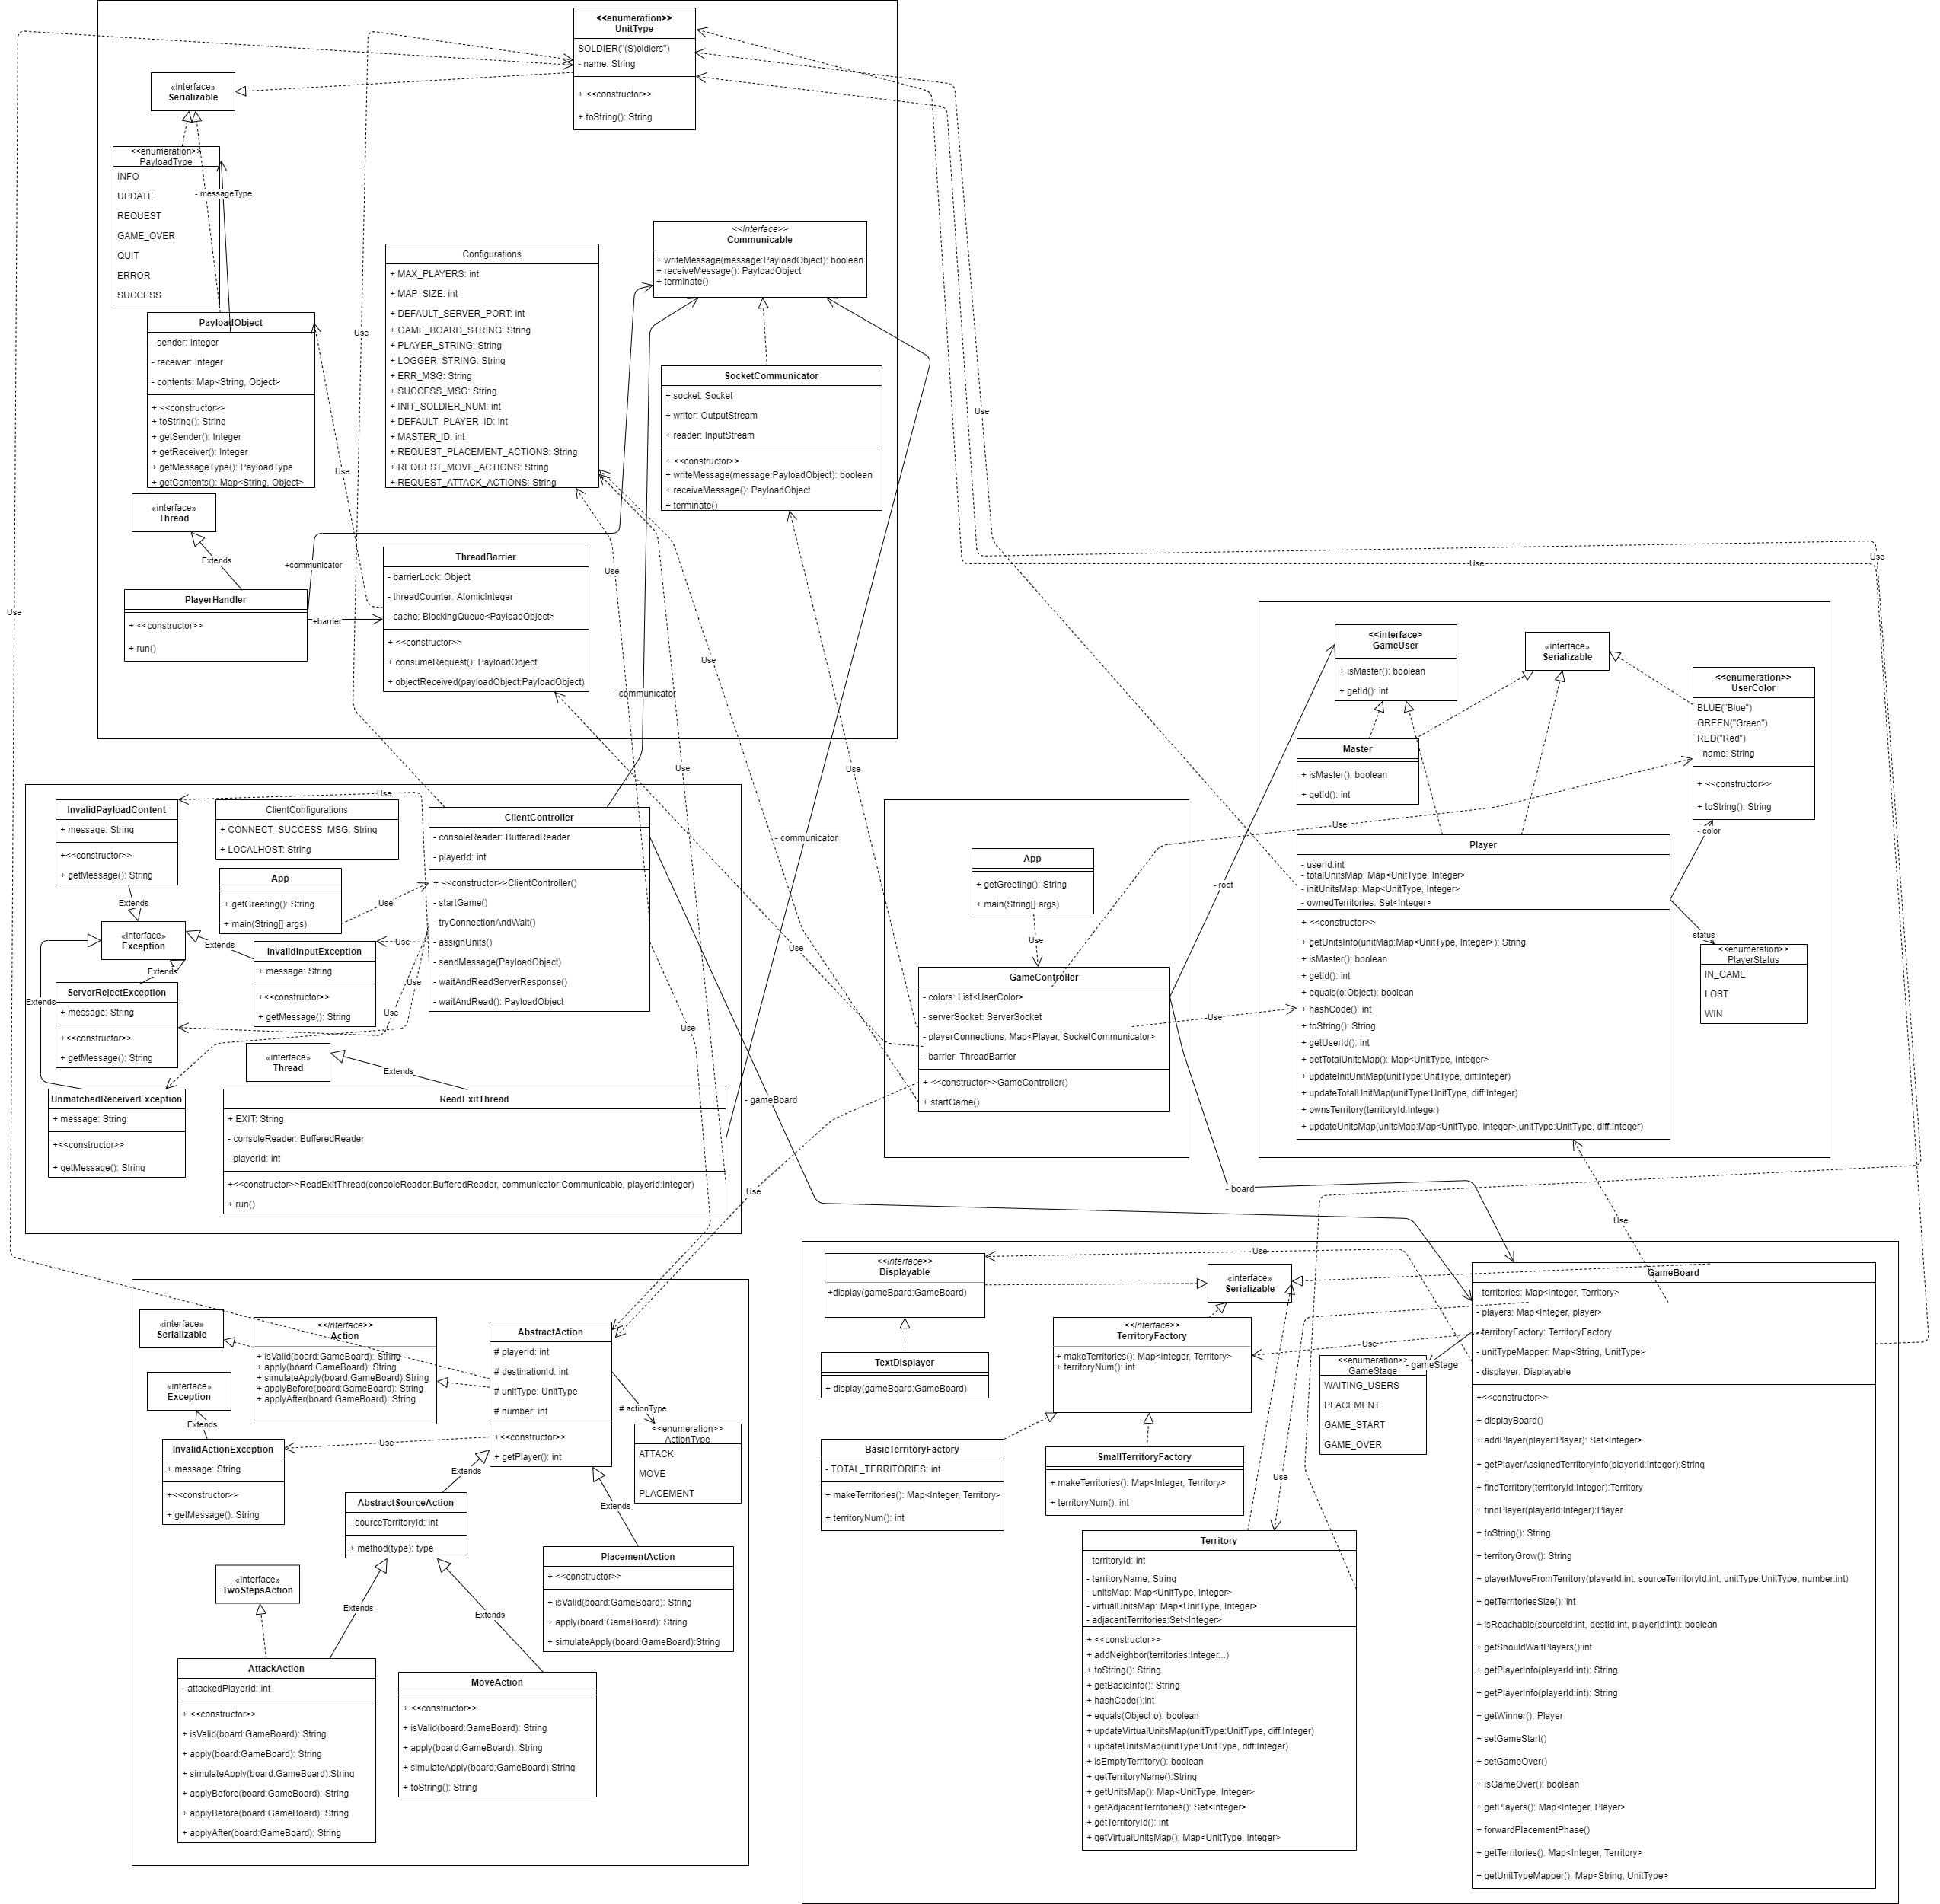 <<enumeration>>
UnitType
SOLDIER("(S)oldiers")
- name: String
+ <<constructor>>
+ toString(): String
«interface»
Serializable
<<enumeration>>
PayloadType
INFO
UPDATE
REQUEST
GAME_OVER
QUIT
ERROR
SUCCESS
- messageType
Use
PayloadObject
- sender: Integer
- receiver: Integer
- contents: Map<String, Object>
+ <<constructor>>
+ toString(): String
+ getSender(): Integer
+ getReceiver(): Integer
+ getMessageType(): PayloadType
+ getContents(): Map<String, Object>
Use
Configurations
+ MAX_PLAYERS: int
+ MAP_SIZE: int
+ DEFAULT_SERVER_PORT: int
+ GAME_BOARD_STRING: String
+ PLAYER_STRING: String
+ LOGGER_STRING: String
+ ERR_MSG: String
+ SUCCESS_MSG: String
+ INIT_SOLDIER_NUM: int
+ DEFAULT_PLAYER_ID: int
+ MASTER_ID: int
+ REQUEST_PLACEMENT_ACTIONS: String
+ REQUEST_MOVE_ACTIONS: String
+ REQUEST_ATTACK_ACTIONS: String
<<Interface>>
Communicable
+ writeMessage(message:PayloadObject): boolean
+ receiveMessage(): PayloadObject
+ terminate()
SocketCommunicator
+ socket: Socket
+ writer: OutputStream
+ reader: InputStream
+ <<constructor>>
+ writeMessage(message:PayloadObject): boolean
+ receiveMessage(): PayloadObject
+ terminate()
Use
«interface»
Thread
Extends
PlayerHandler
+ <<constructor>>
+ run()
+communicator
+barrier
ThreadBarrier
- barrierLock: Object
- threadCounter: AtomicInteger
- cache: BlockingQueue<PayloadObject>
+ <<constructor>>
+ consumeRequest(): PayloadObject
+ objectReceived(payloadObject:PayloadObject)
Use
Use
Use
Use
Use
Use
- communicator
Use
Use
- communicator
Use
<<interface>
GameUser
+ isMaster(): boolean
+ getId(): int
«interface»
Serializable
<<enumeration>>
UserColor
BLUE("Blue")
GREEN("Green")
RED("Red")
- name: String
+ <<constructor>>
+ toString(): String
Master
+ isMaster(): boolean
+ getId(): int
Use
- color
Player
- userId:int
- totalUnitsMap: Map<UnitType, Integer>
- initUnitsMap: Map<UnitType, Integer>
- ownedTerritories: Set<Integer>
+ <<constructor>>
+ getUnitsInfo(unitMap:Map<UnitType, Integer>): String
+ isMaster(): boolean
+ getId(): int
+ equals(o:Object): boolean
+ hashCode(): int
+ toString(): String
+ getUserId(): int
+ getTotalUnitsMap(): Map<UnitType, Integer>
+ updateInitUnitMap(unitType:UnitType, diff:Integer)
+ updateTotalUnitMap(unitType:UnitType, diff:Integer)
+ ownsTerritory(territoryId:Integer)
+ updateUnitsMap(unitsMap:Map<UnitType, Integer>,unitType:UnitType, diff:Integer)
- status
<<enumeration>>
PlayerStatus
IN_GAME
LOST
WIN
InvalidPayloadContent
+ message: String
+<<constructor>>
+ getMessage(): String
Use
ClientConfigurations
+ CONNECT_SUCCESS_MSG: String
+ LOCALHOST: String
ClientController
- consoleReader: BufferedReader
- playerId: int
+ <<constructor>>ClientController()
- startGame()
- tryConnectionAndWait()
- assignUnits()
- sendMessage(PayloadObject)
- waitAndReadServerResponse()
- waitAndRead(): PayloadObject
App
+ getGreeting(): String
+ main(String[] args)
Use
Extends
«interface»
Exception
Extends
InvalidInputException
+ message: String
+<<constructor>>
+ getMessage(): String
Use
Extends
ServerRejectException
+ message: String
+<<constructor>>
+ getMessage(): String
Extends
Use
Use
«interface»
Thread
Extends
UnmatchedReceiverException
+ message: String
+<<constructor>>
+ getMessage(): String
ReadExitThread
+ EXIT: String
- consoleReader: BufferedReader
- playerId: int
+<<constructor>>ReadExitThread(consoleReader:BufferedReader, communicator:Communicable, playerId:Integer)
+ run()
- gameBoard
Use
Use
App
+ getGreeting(): String
+ main(String[] args)
Use
GameController
- colors: List<UserColor>
- serverSocket: ServerSocket
- playerConnections: Map<Player, SocketCommunicator>
- barrier: ThreadBarrier
+ <<constructor>>GameController()
+ startGame()
- root
Use
- board
Use
«interface»
Serializable
<<Interface>>
Action
+ isValid(board:GameBoard): String
+ apply(board:GameBoard): String
+ simulateApply(board:GameBoard):String
+ applyBefore(board:GameBoard): String
+ applyAfter(board:GameBoard): String
AbstractAction
# playerId: int
# destinationId: int
# unitType: UnitType
# number: int
+<<constructor>>
+ getPlayer(): int
# actionType
<<enumeration>>
ActionType
ATTACK
MOVE
PLACEMENT
«interface»
Exception
Extends
InvalidActionException
+ message: String
+<<constructor>>
+ getMessage(): String
Use
Extends
AbstractSourceAction
- sourceTerritoryId: int
+ method(type): type
Extends
PlacementAction
+ <<constructor>>
+ isValid(board:GameBoard): String
+ apply(board:GameBoard): String
+ simulateApply(board:GameBoard):String
«interface»
TwoStepsAction
Extends
Extends
AttackAction
- attackedPlayerId: int
+ <<constructor>>
+ isValid(board:GameBoard): String
+ apply(board:GameBoard): String
+ simulateApply(board:GameBoard):String
+ applyBefore(board:GameBoard): String
+ applyBefore(board:GameBoard): String
+ applyAfter(board:GameBoard): String
MoveAction
+ <<constructor>>
+ isValid(board:GameBoard): String
+ apply(board:GameBoard): String
+ simulateApply(board:GameBoard):String
+ toString(): String
<<Interface>>
Displayable
+display(gameBpard:GameBoard)
Use
«interface»
Serializable
TextDisplayer
+ display(gameBoard:GameBoard)
<<Interface>>
TerritoryFactory
+ makeTerritories(): Map<Integer, Territory>
+ territoryNum(): int
Use
BasicTerritoryFactory
- TOTAL_TERRITORIES: int
+ makeTerritories(): Map<Integer, Territory>
+ territoryNum(): int
SmallTerritoryFactory
+ makeTerritories(): Map<Integer, Territory>
+ territoryNum(): int
Use
<<enumeration>>
GameStage
WAITING_USERS
PLACEMENT
GAME_START
GAME_OVER
- gameStage
Territory
- territoryId: int
- territoryName; String
- unitsMap: Map<UnitType, Integer>
- virtualUnitsMap: Map<UnitType, Integer>
- adjacentTerritories:Set<Integer>
+ <<constructor>>
+ addNeighbor(territories:Integer...)
+ toString(): String
+ getBasicInfo(): String
+ hashCode():int
+ equals(Object o): boolean
+ updateVirtualUnitsMap(unitType:UnitType, diff:Integer)
+ updateUnitsMap(unitType:UnitType, diff:Integer)
+ isEmptyTerritory(): boolean
+ getTerritoryName():String
+ getUnitsMap(): Map<UnitType, Integer>
+ getAdjacentTerritories(): Set<Integer>
+ getTerritoryId(): int
+ getVirtualUnitsMap(): Map<UnitType, Integer>
GameBoard
- territories: Map<Integer, Territory>
- players: Map<Integer, player>
- territoryFactory: TerritoryFactory
- unitTypeMapper: Map<String, UnitType>
- displayer: Displayable
+<<constructor>>
+ displayBoard()
+ addPlayer(player:Player): Set<Integer>
+ getPlayerAssignedTerritoryInfo(playerId:Integer):String
+ findTerritory(territoryId:Integer):Territory
+ findPlayer(playerId:Integer):Player
+ toString(): String
+ territoryGrow(): String
+ playerMoveFromTerritory(playerId:int, sourceTerritoryId:int, unitType:UnitType, number:int)
+ getTerritoriesSize(): int
+ isReachable(sourceId:int, destId:int, playerId:int): boolean
+ getShouldWaitPlayers():int
+ getPlayerInfo(playerId:int): String
+ getPlayerInfo(playerId:int): String
+ getWinner(): Player
+ setGameStart()
+ setGameOver()
+ isGameOver(): boolean
+ getPlayers(): Map<Integer, Player>
+ forwardPlacementPhase()
+ getTerritories(): Map<Integer, Territory>
+ getUnitTypeMapper(): Map<String, UnitType>